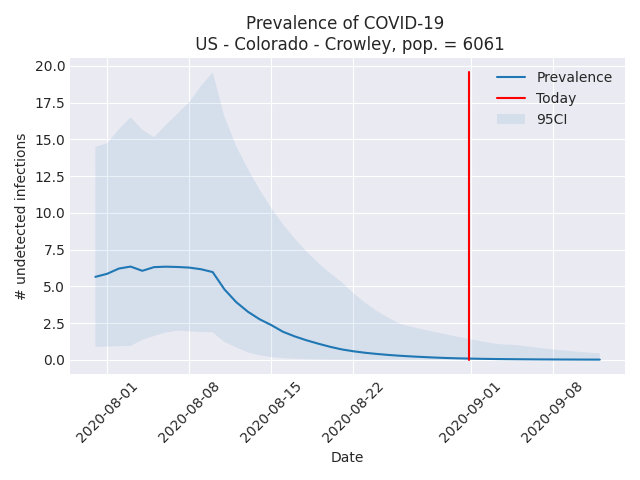 Prevalence of COVID-19
US - Colorado - Crowley, pop. = 6061
20.0
17.5
15.0
12.5
10.0
7.5
5.0
2.5
0.0
# undetected infections
Prevalence
Today
95CI
2020-08-01
2020-08-08
2020-08-15
2020-08-22
2020-09-01
2020-09-08
Date